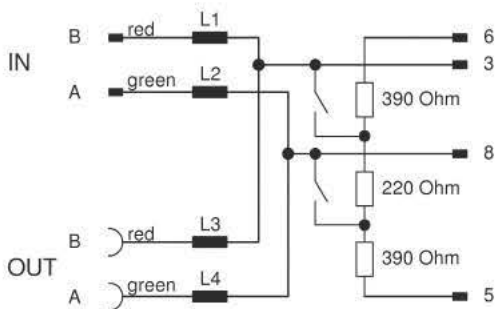 B red L1 6
IN 3
A green L2 390 Ohm
8
220 Ohm
B red L3
OUT 390 Ohm
A green L4 5